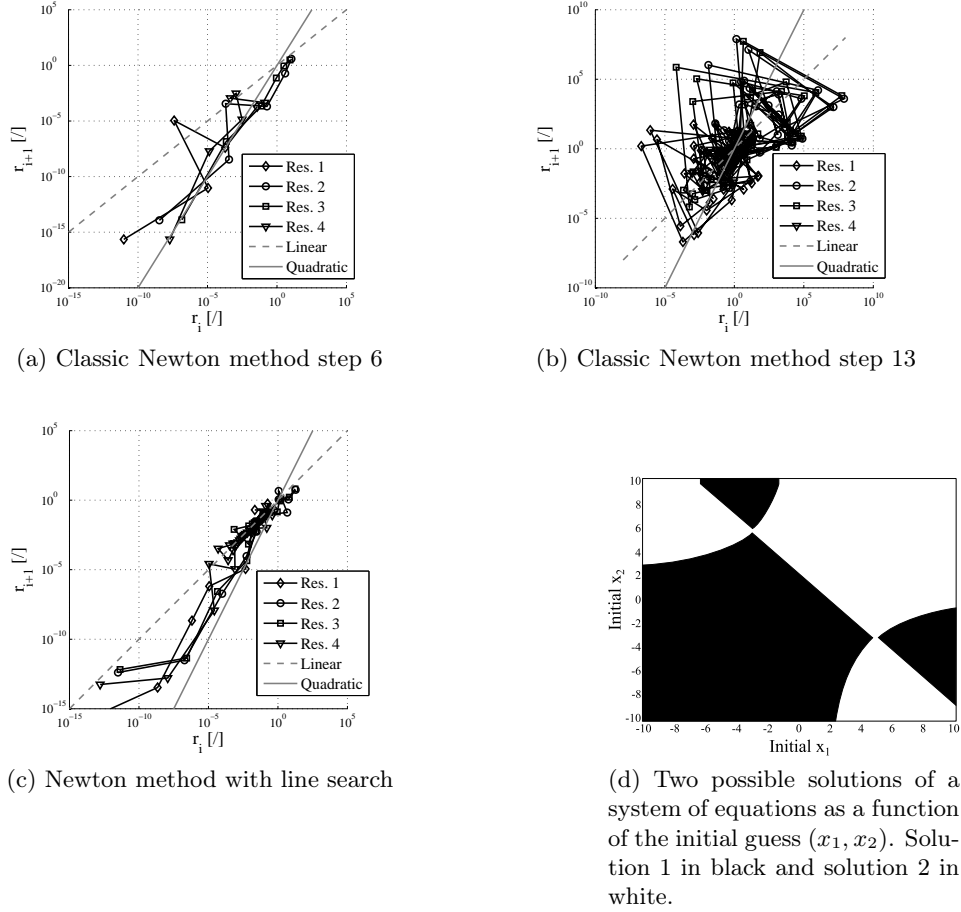 10^5
10^0
10^-5
10^-10
10^-15
10^-20
r_{i+1} [/]
10^-15 10^-10 10^-5 10^0 10^5
r_i [/]
Res. 1
Res. 2
Res. 3
Res. 4
Linear
Quadratic
(a) Classic Newton method step 6
10^10
10^5
10^0
10^-5
10^-10
r_{i+1} [/]
10^-10 10^-5 10^0 10^5 10^10
r_i [/]
Res. 1
Res. 2
Res. 3
Res. 4
Linear
Quadratic
(b) Classic Newton method step 13
10^5
10^0
10^-5
10^-10
10^-15
r_{i+1} [/]
10^-15 10^-10 10^-5 10^0 10^5
r_i [/]
Res. 1
Res. 2
Res. 3
Res. 4
Linear
Quadratic
(c) Newton method with line search
10
8
6
4
2
0
-2
-4
-6
-8
-10
Initial x_2
-10 -8 -6 -4 -2 0 2 4 6 8 10
Initial x_1
(d) Two possible solutions of a
system of equations as a function
of the initial guess (x_1, x_2). Solu-
tion 1 in black and solution 2 in
white.